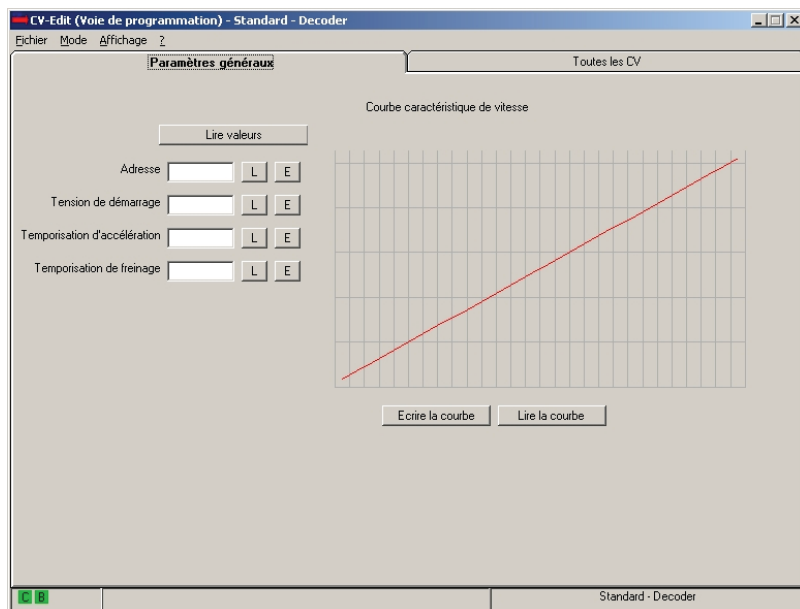 CV-Edit (Voie de programmation) - Standard - Decoder
Fichier Mode Affichage ?
Paramètres généraux
Toutes les CV
Courbe caractéristique de vitesse
Lire valeurs
Adresse L E
Tension de démarrage L E
Temporisation d'accélération L E
Temporisation de freinage L E
Ecrire la courbe Lire la courbe
C B Standard - Decoder